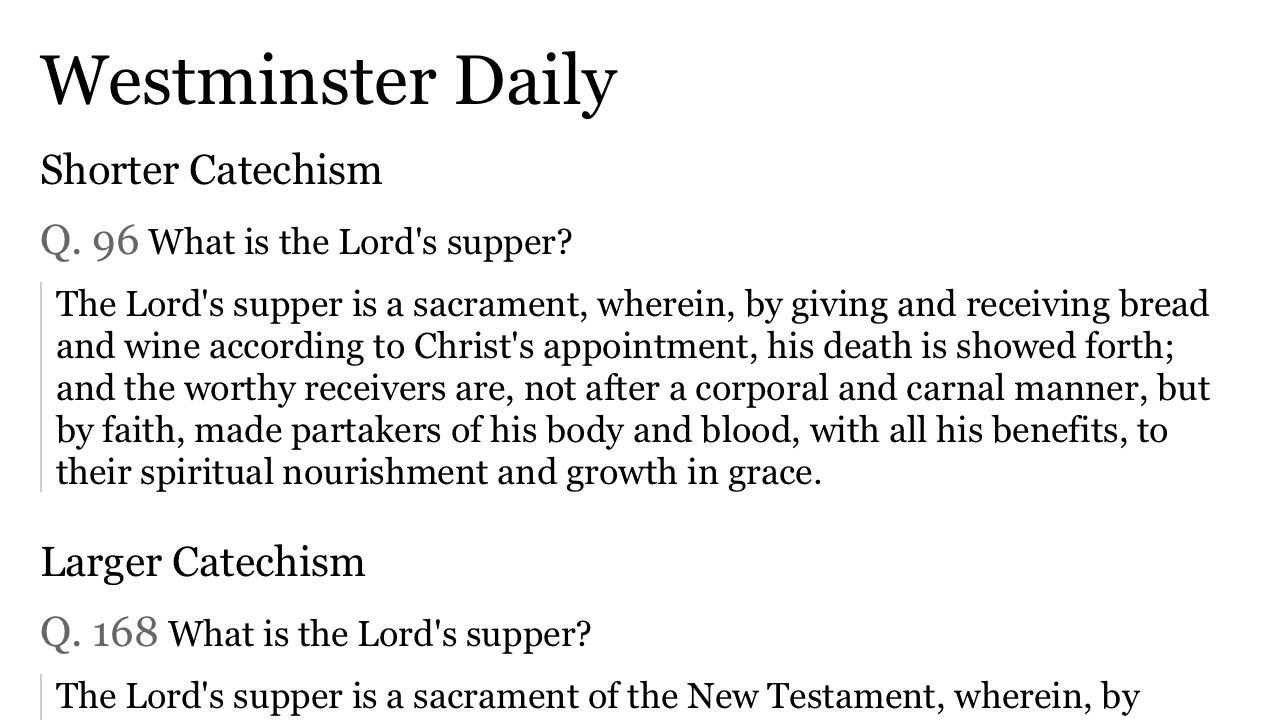 Westminster Daily
Shorter Catechism
Q. 96 What is the Lord's supper?
The Lord's supper is a sacrament, wherein, by giving and receiving bread
and wine according to Christ's appointment, his death is showed forth;
and the worthy receivers are, not after a corporal and carnal manner, but
by faith, made partakers of his body and blood, with all his benefits, to
their spiritual nourishment and growth in grace.
Larger Catechism
Q. 168 What is the Lord's supper?
The Lord's supper is a sacrament of the New Testament, wherein, by